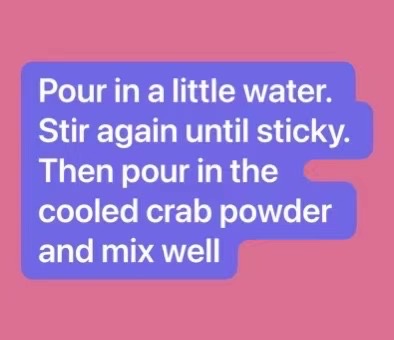 Pour in a little water.
Stir again until sticky.
Then pour in the
cooled crab powder
and mix well